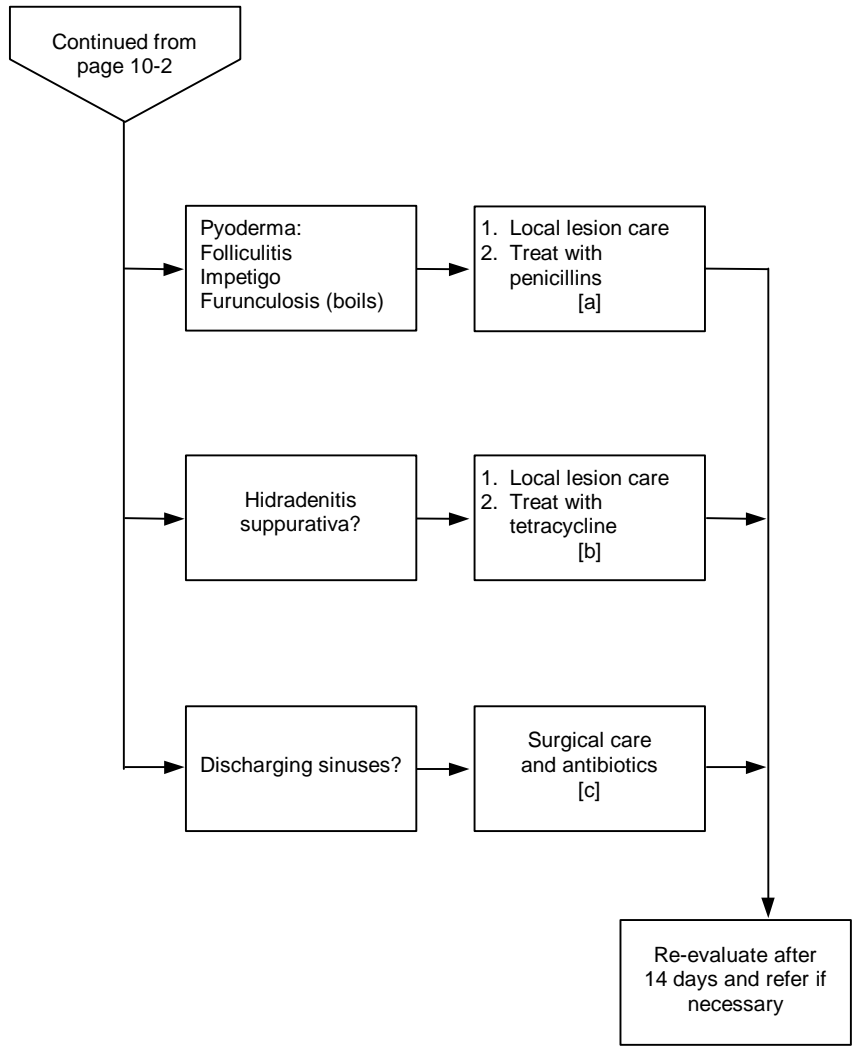 Continued from
page 10-2
Pyoderma:
Folliculitis
Impetigo
Furunculosis (boils)
1. Local lesion care
2. Treat with
penicillins
[a]
Hidradenitis
suppurativa?
1. Local lesion care
2. Treat with
tetracycline
[b]
Discharging sinuses?
Surgical care
and antibiotics
[c]
Re-evaluate after
14 days and refer if
necessary